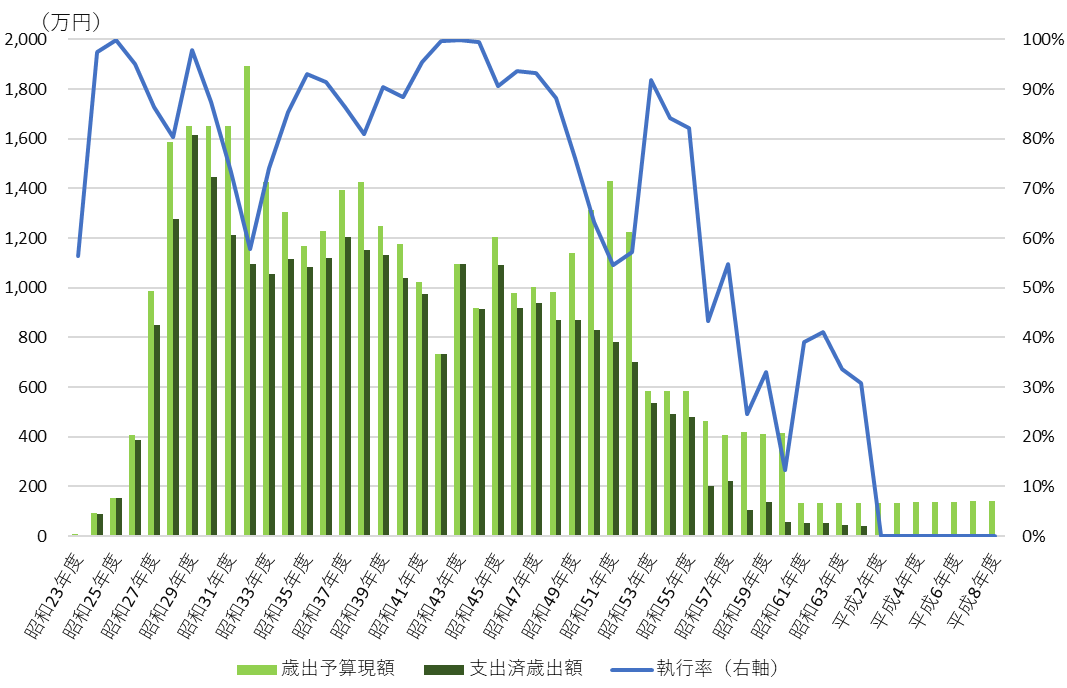 （万円）
2,000
1,800
1,600
1,400
1,200
1,000
800
600
400
200
0
100%
90%
80%
70%
60%
50%
40%
30%
20%
10%
0%
昭和23年度
昭和25年度
昭和27年度
昭和29年度
昭和31年度
昭和33年度
昭和35年度
昭和37年度
昭和39年度
昭和41年度
昭和43年度
昭和45年度
昭和47年度
昭和49年度
昭和51年度
昭和53年度
昭和55年度
昭和57年度
昭和59年度
昭和61年度
昭和63年度
平成2年度
平成4年度
平成6年度
平成8年度
歳出予算現額 支出済歳出額 執行率（右軸）